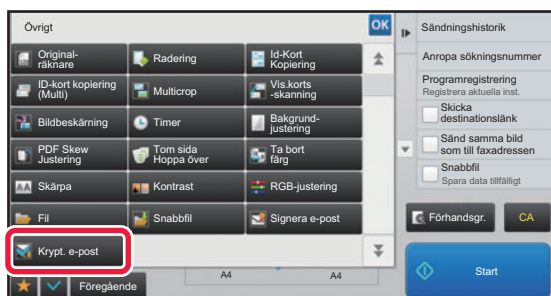 Övrigt
OK
Original-
räknare
Radering
Id-Kort
Kopiering
ID-kort kopiering
(Multi)
Multicrop
Vis.korts
-skanning
Bildbeskärning
Timer
Bakgrund-
justering
PDF Skew
Justering
Tom sida
Hoppa över
Ta bort
färg
Skärpa
Kontrast
RGB-justering
Fil
Snabbfil
Signera e-post
Krypt. e-post
A4
A4
Föregående
Sändningshistorik
Anropa sökningsnummer
Programregistrering
Registrera aktuella inst.
Skicka
destinationslänk
Sänd samma bild
som till faxadressen
Snabbfil
Spara data tillfälligt
Förhandsgr.
CA
Start